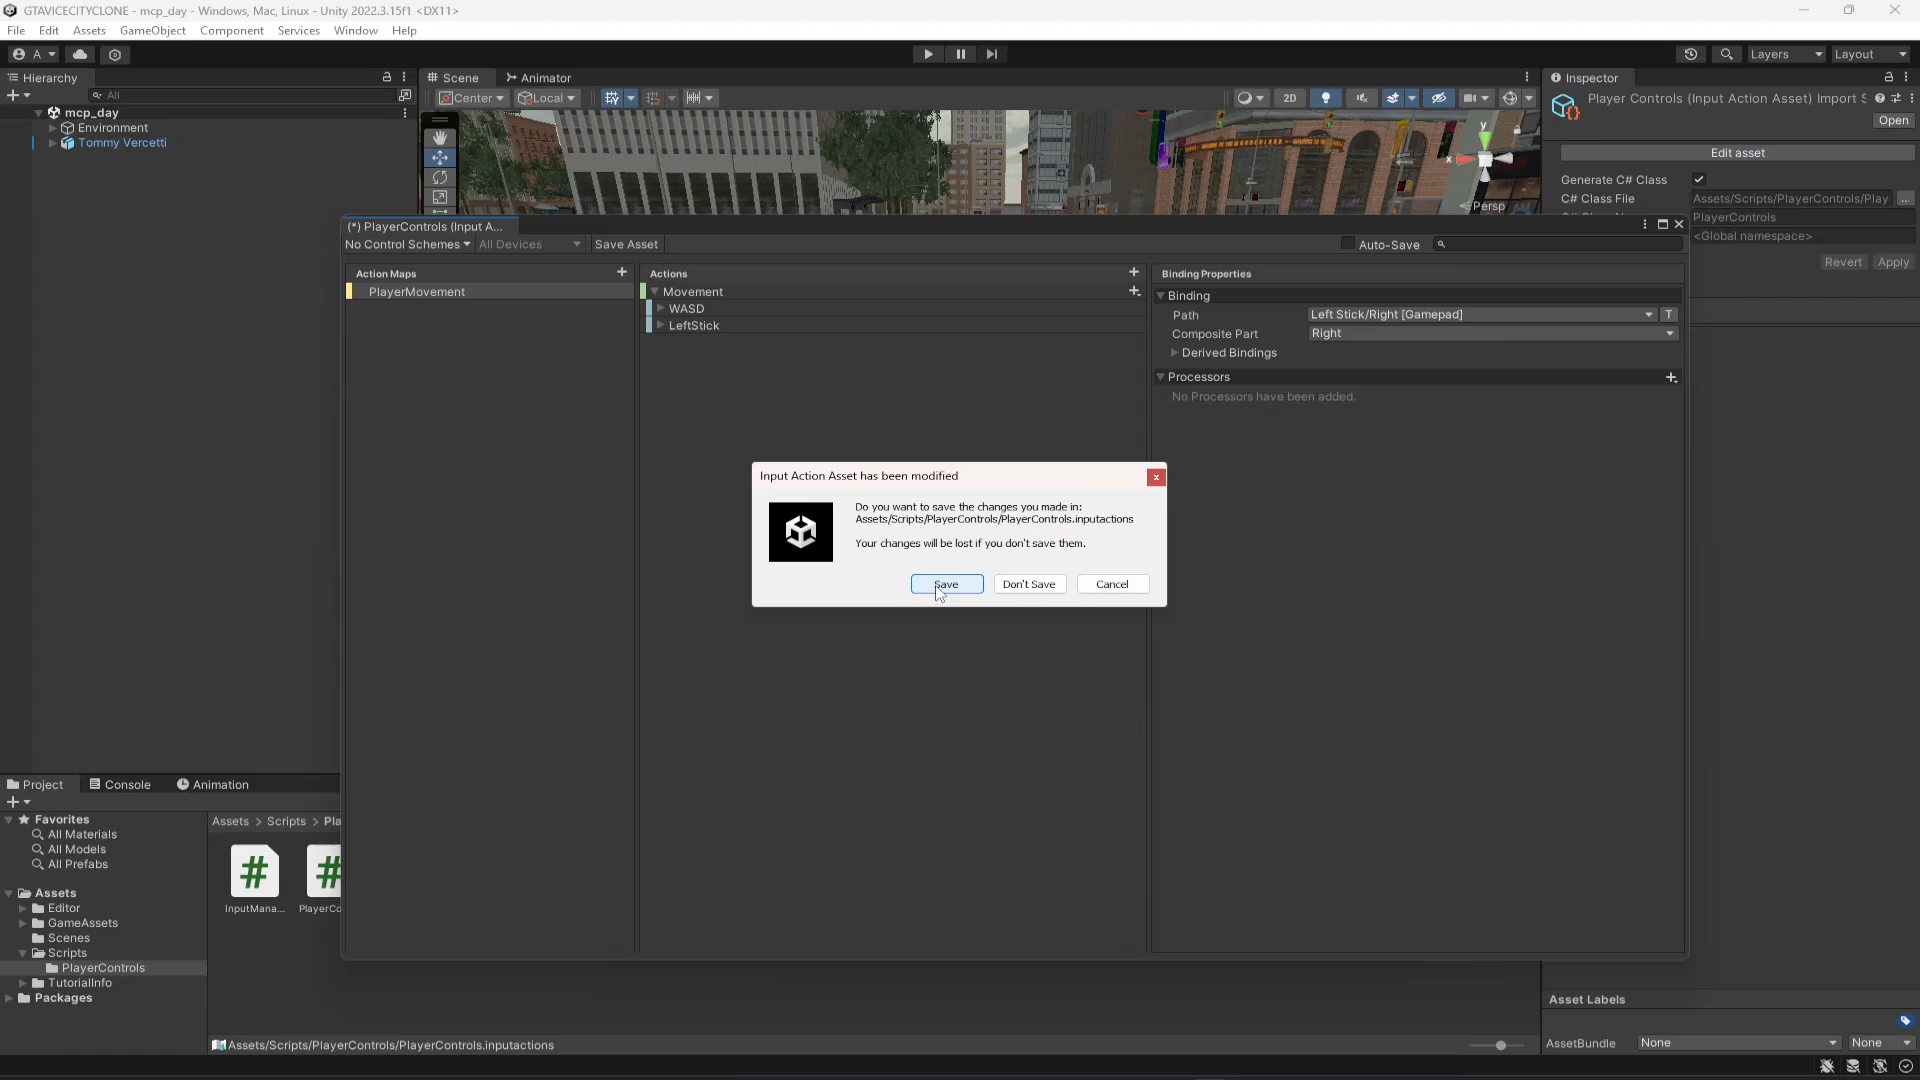 GTAVICECITYCLONE - mcp_day - Windows, Mac, Linux - Unity 2022.3.15f1 <DX11>
File Edit Assets GameObject Component Services Window Help
A Layers Layout
Hierarchy Scene Animator Inspector
All Center Local 2D Player Controls (Input Action Asset) Import S
Open
mcp_day
Environment
Tommy Vercetti
y
x
Persp
Edit asset
Generate C# Class
C# Class File Assets/Scripts/PlayerControls/Play ...
PlayerControls
<Global namespace>
Revert Apply
(*) PlayerControls (Input A...
No Control Schemes All Devices Save Asset Auto-Save
Action Maps Actions Binding Properties
PlayerMovement Movement Binding
WASD Path Left Stick/Right [Gamepad] T
LeftStick Composite Part Right
Derived Bindings
Processors
No Processors have been added.
Input Action Asset has been modified
Do you want to save the changes you made in:
Assets/Scripts/PlayerControls/PlayerControls.inputactions
Your changes will be lost if you don't save them.
Save Don't Save Cancel
Project Console Animation
Favorites
All Materials
All Models
All Prefabs
Assets
Editor
GameAssets
Scenes
Scripts
PlayerControls
TutorialInfo
Packages
Assets > Scripts > Pla
InputMana... PlayerCo
Assets/Scripts/PlayerControls/PlayerControls.inputactions
Asset Labels
AssetBundle None None